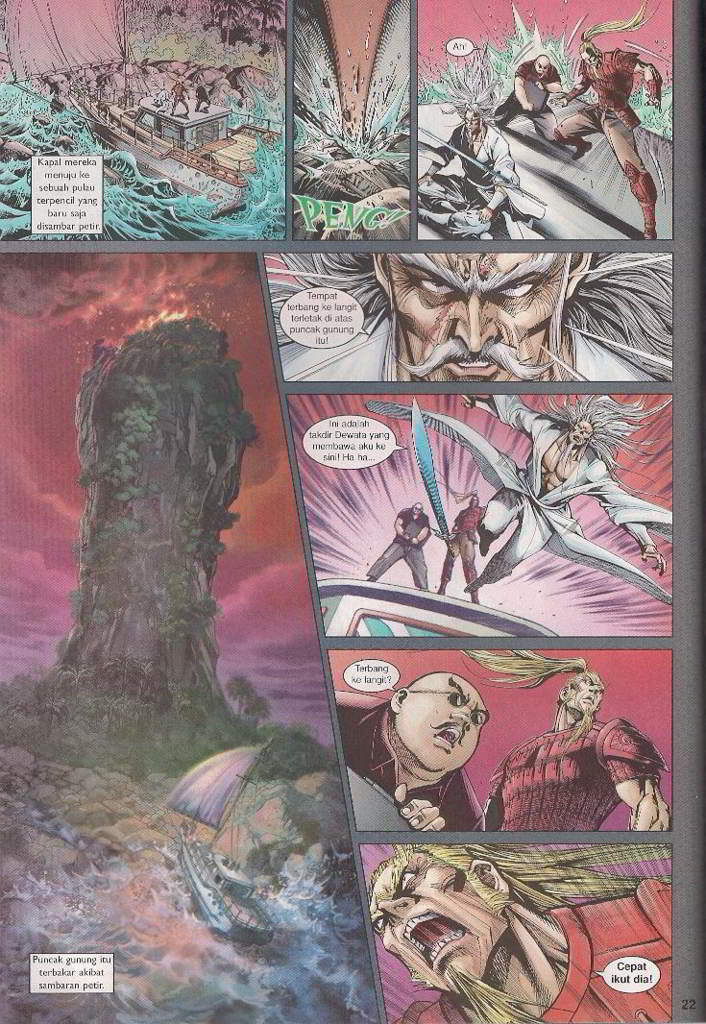 Kapal mereka
menuju ke
sebuah pulau
terpencil yang
baru saja
disambar petir.
PENG!
Ah!
Tempat
terbang ke langit
terletak di atas
puncak gunung
itu!
Ini adalah
takdir Dewata yang
membawa aku ke
sini! Ha ha...
Terbang
ke langit?
Puncak gunung itu
terbakar akibat
sambaran petir.
Cepat
ikut dia!
22